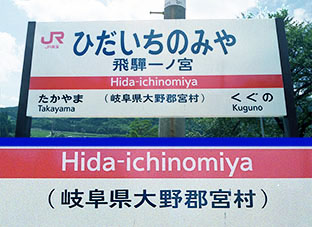 JR JR東海
ひだいちのみや
飛騨一ノ宮
Hida-ichinomiya
たかやま (岐阜県大野郡宮村) くぐの
Takayama Kuguno
Hida-ichinomiya
(岐阜県大野郡宮村)